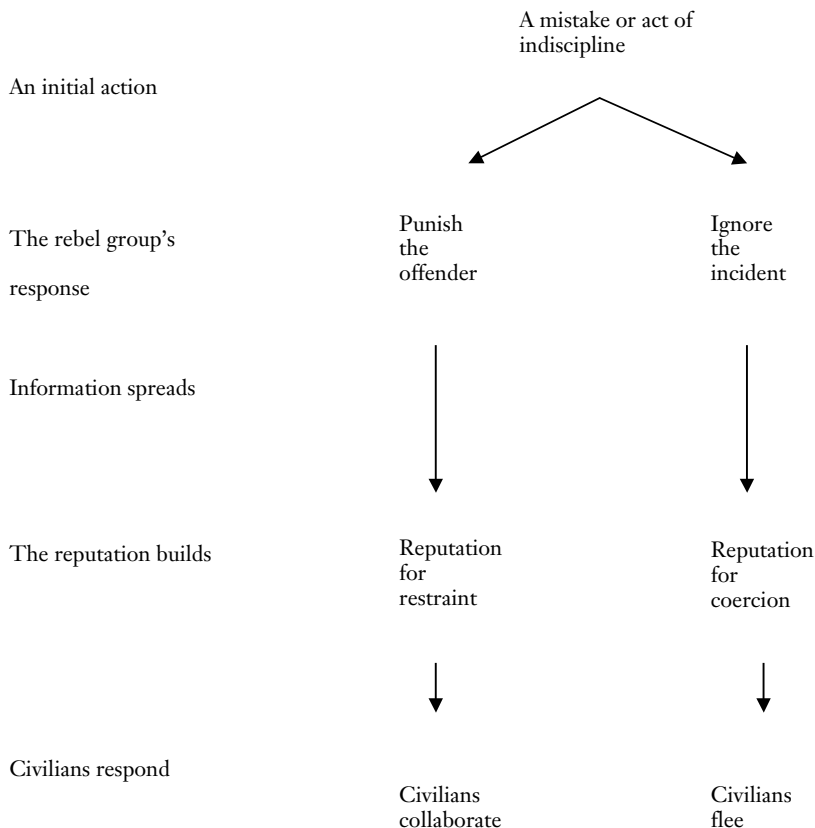 A mistake or act of
indiscipline
An initial action
The rebel group’s
response
Punish
the
offender
Ignore
the
incident
Information spreads
The reputation builds
Reputation
for
restraint
Reputation
for
coercion
Civilians respond
Civilians
collaborate
Civilians
flee